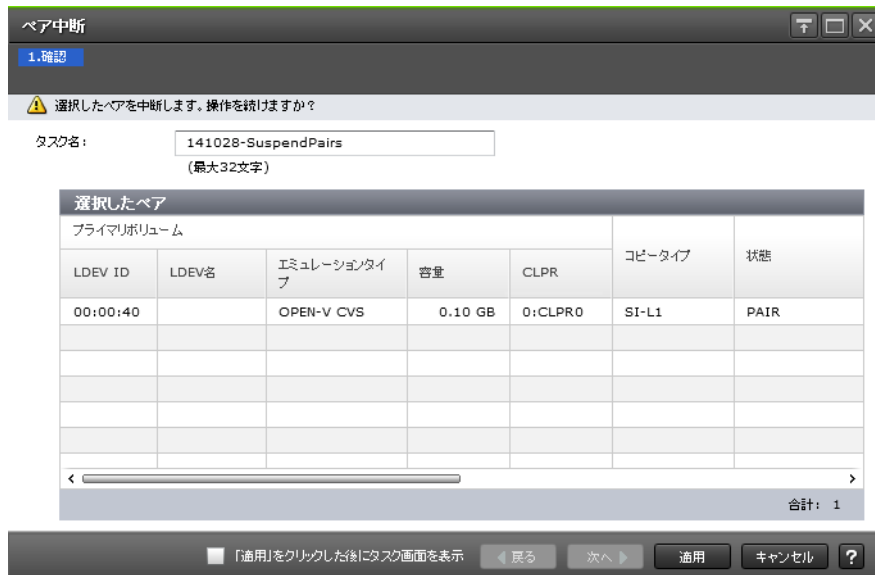 ペア中断
1.確認
選択したペアを中断します。操作を続けますか？
タスク名:
141028-SuspendPairs
(最大32文字)
選択したペア
プライマリボリューム
コピータイプ
状態
LDEV ID
LDEV名
エミュレーションタイ
プ
容量
CLPR
00:00:40
OPEN-V CVS
0.10 GB
0:CLPR0
SI-L1
PAIR
合計: 1
「適用」をクリックした後にタスク画面を表示
戻る
次へ
適用
キャンセル
?